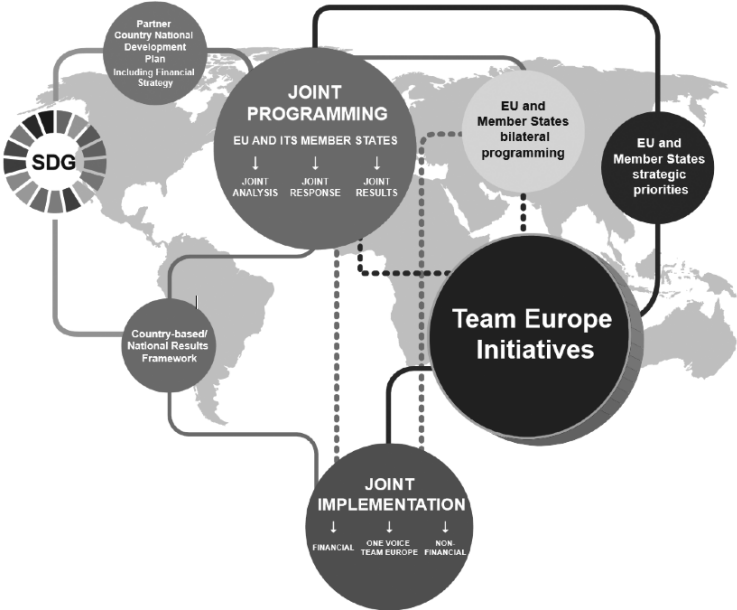 Partner
Country National
Development
Plan
Including Financial
Strategy
SDG
JOINT
PROGRAMMING
EU AND ITS MEMBER STATES
↓ ↓ ↓
JOINT
ANALYSIS
JOINT
RESPONSE
JOINT
RESULTS
EU and
Member States
bilateral
programming
EU and
Member States
strategic
priorities
Team Europe
Initiatives
Country-based/
National Results
Framework
JOINT
IMPLEMENTATION
↓ ↓ ↓
FINANCIAL
ONE VOICE
TEAM EUROPE
NON-
FINANCIAL